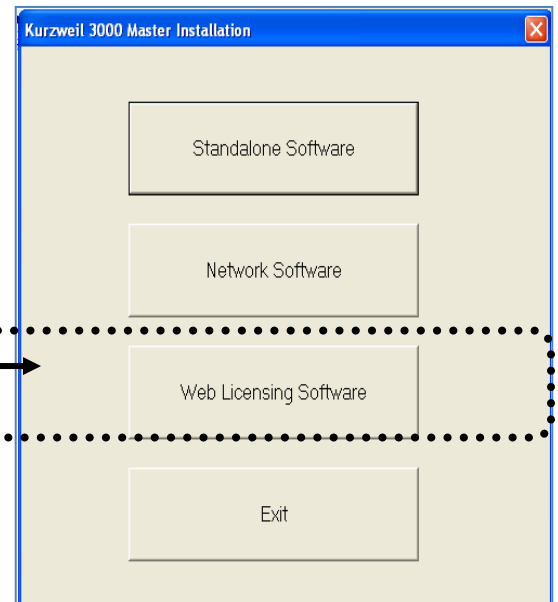 Kurzweil 3000 Master Installation
Standalone Software
Network Software
Web Licensing Software
Exit